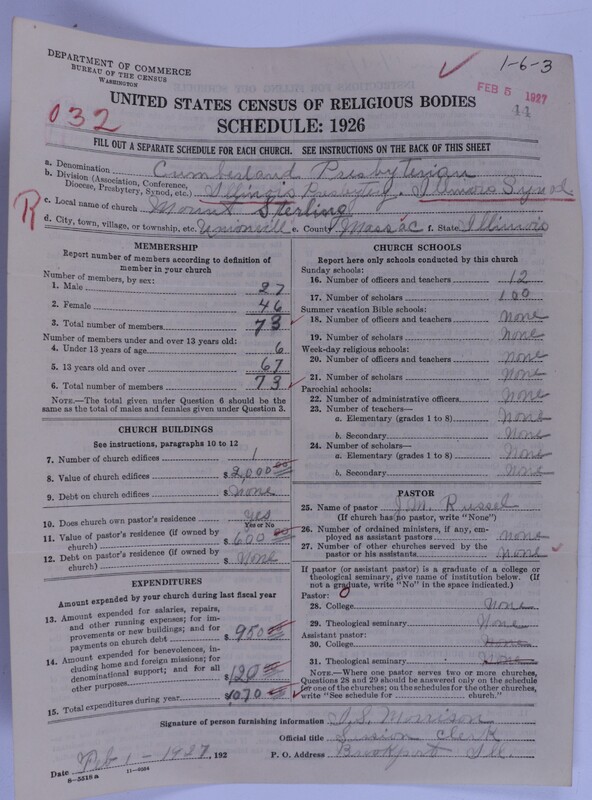 DEPARTMENT OF COMMERCE
BUREAU OF THE CENSUS
WASHINGTON
1-6-3
FEB 5 1927
44
032
UNITED STATES CENSUS OF RELIGIOUS BODIES
SCHEDULE: 1926
FILL OUT A SEPARATE SCHEDULE FOR EACH CHURCH. SEE INSTRUCTIONS ON THE BACK OF THIS SHEET
a. Denomination Cumberland Presbyterian
b. Division (Association, Conference, Diocese, Presbytery, Synod, etc.) Illinois Presbytery. Illinois Synod.
R
c. Local name of church Mount Sterling
d. City, town, village, or township, etc. Unionville e. County Massac f. State Illinois
MEMBERSHIP
Report number of members according to definition of
member in your church
Number of members, by sex:
1. Male 27
2. Female 46
3. Total number of members 73
Number of members under and over 13 years old:
4. Under 13 years of age 6
5. 13 years old and over 67
6. Total number of members 73
NOTE.—The total given under Question 6 should be
same as the total of males and females given under Question 3.
CHURCH BUILDINGS
See instructions, paragraphs 10 to 12
7. Number of church edifices 1
8. Value of church edifices $2,000.00
9. Debt on church edifices $None
10. Does church own pastor's residence Yes
Yes or No
11. Value of pastor's residence (if owned by
church) $600.00
12. Debt on pastor's residence (if owned by
church) $None
EXPENDITURES
Amount expended by your church during last fiscal year
13. Amount expended for salaries, repairs,
and other running expenses; for im-
provements or new buildings; and for
payments on church debt $950.00
14. Amount expended for benevolences, in-
cluding home and foreign missions; for
denominational support; and for all
other purposes $120.00
15. Total expenditures during year $1070.00
CHURCH SCHOOLS
Report here only schools conducted by this church
Sunday schools:
16. Number of officers and teachers 12
17. Number of scholars 100
Summer vacation Bible schools:
18. Number of officers and teachers None
19. Number of scholars None
Week-day religious schools:
20. Number of officers and teachers None
21. Number of scholars None
Parochial schools:
22. Number of administrative officers None
23. Number of teachers—
a. Elementary (grades 1 to 8) None
b. Secondary None
24. Number of scholars—
a. Elementary (grades 1 to 8) None
b. Secondary None
PASTOR
25. Name of pastor J. M. Russel
(If church has no pastor, write "None")
26. Number of ordained ministers, if any, em-
ployed as assistant pastors None
27. Number of other churches served by the
pastor or his assistants None
If pastor (or assistant pastor) is a graduate of a college or
theological seminary, give name of institution below. (If
not a graduate, write "No" in the space indicated.)
Pastor: 0
28. College None
29. Theological seminary None
Assistant pastor:
30. College None
31. Theological seminary None
NOTE.—Where one pastor serves two or more churches,
Questions 28 and 29 should be answered only on the schedule
for one of the churches; on the schedules for the other churches,
write "See schedule for church."
Signature of person furnishing information J. S. Morrison
Official title Session Clerk
Date Feb 1 - 1927, 192 P. O. Address Brookport Ill.
8—5518 a 11—9104